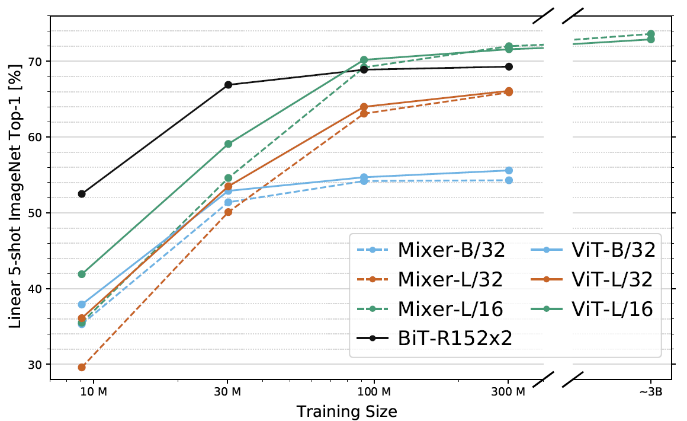 Linear 5-shot ImageNet Top-1 [%]
70
60
50
40
30
Mixer-B/32
Mixer-L/32
Mixer-L/16
BiT-R152x2
ViT-B/32
ViT-L/32
ViT-L/16
10 M
30 M
100 M
300 M
~3B
Training Size